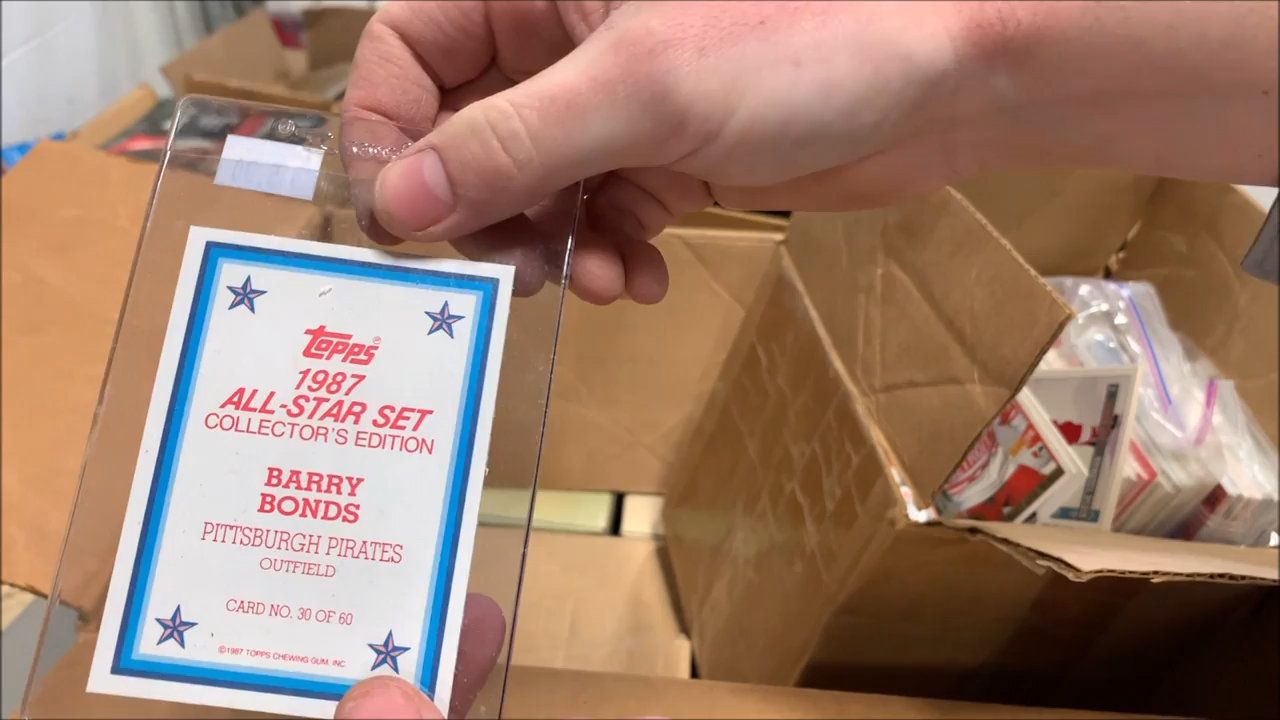 Topps®
1987
ALL-STAR SET
COLLECTOR'S EDITION
BARRY
BONDS
PITTSBURGH PIRATES
OUTFIELD
CARD NO. 30 OF 60
©1987 TOPPS CHEWING GUM, INC